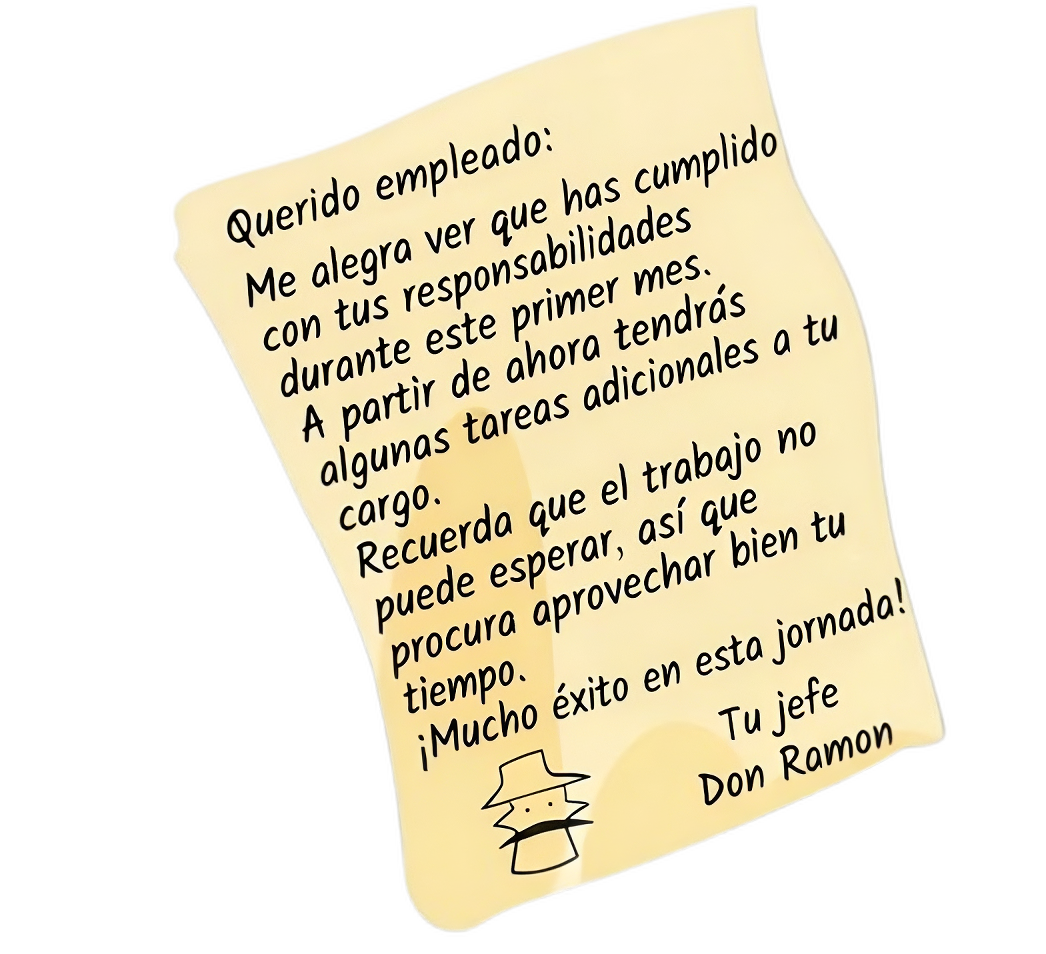 Querido empleado:
Me alegra ver que has cumplido
con tus responsabilidades
durante este primer mes.
A partir de ahora tendrás
algunas tareas adicionales a tu
cargo.
Recuerda que el trabajo no
puede esperar, así que
procura aprovechar bien tu
tiempo.
¡Mucho éxito en esta jornada!
Tu jefe
Don Ramon